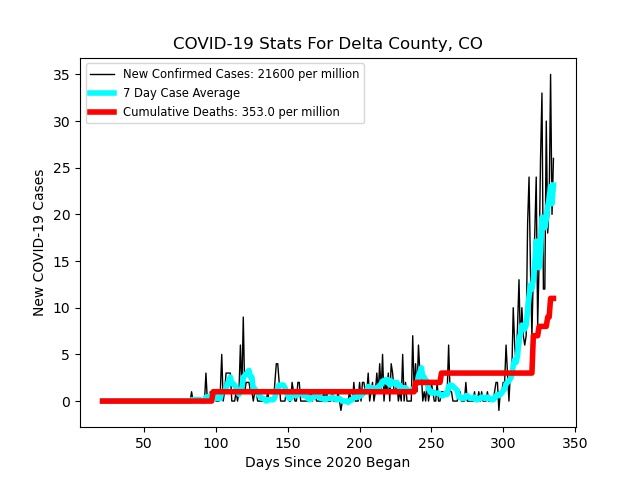 COVID-19 Stats For Delta County, CO
New Confirmed Cases: 21600 per million
7 Day Case Average
Cumulative Deaths: 353.0 per million
New COVID-19 Cases
35
30
25
20
15
10
5
0
50 100 150 200 250 300 350
Days Since 2020 Began